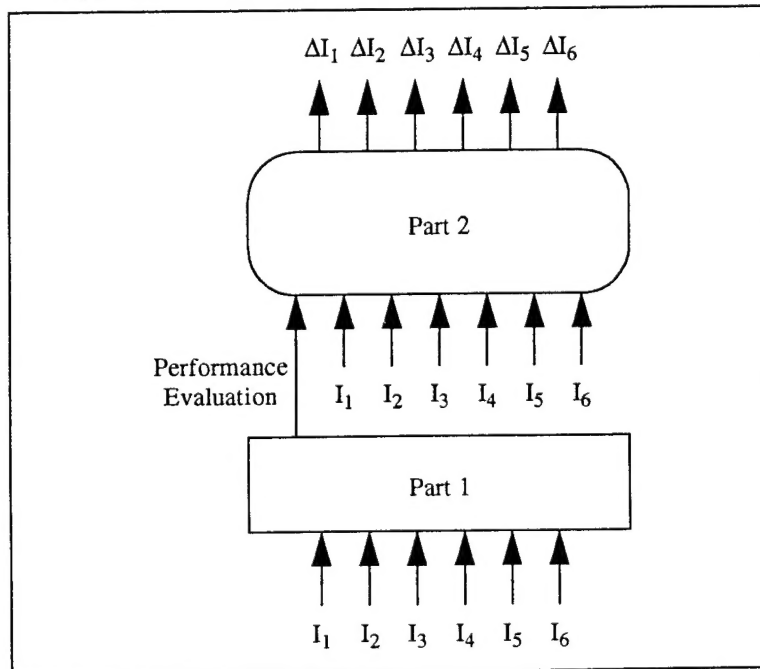 ΔI₁ ΔI₂ ΔI₃ ΔI₄ ΔI₅ ΔI₆
Part 2
Performance
Evaluation
I₁ I₂ I₃ I₄ I₅ I₆
Part 1
I₁ I₂ I₃ I₄ I₅ I₆